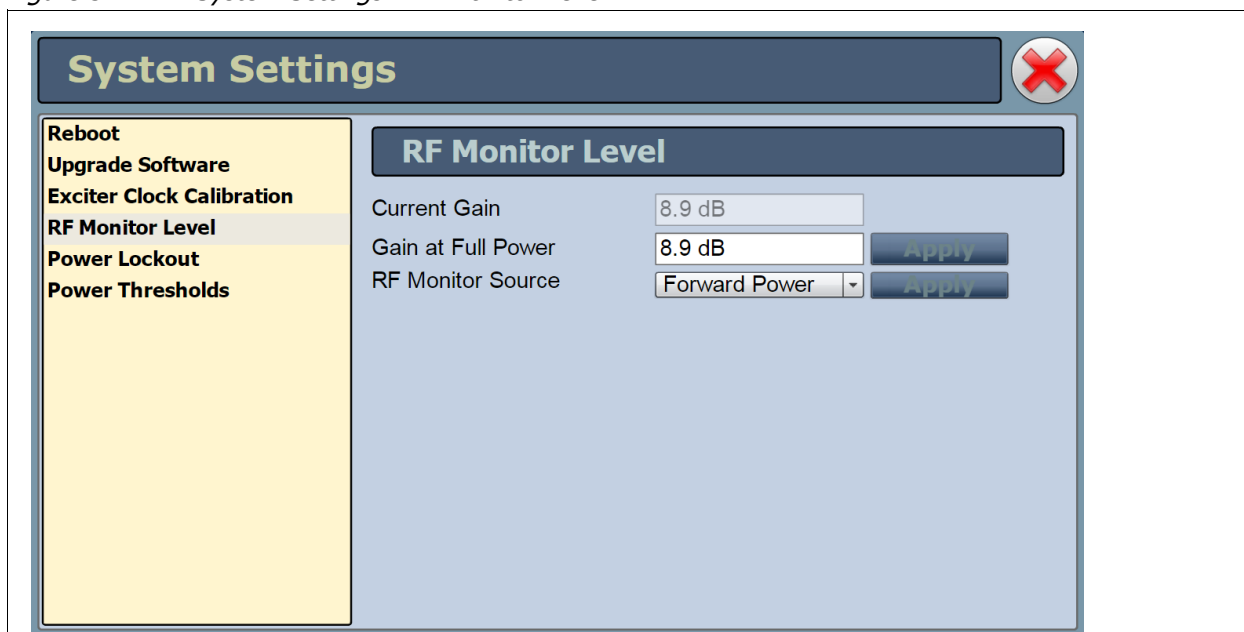 System Settings
Reboot
Upgrade Software
Exciter Clock Calibration
RF Monitor Level
Power Lockout
Power Thresholds
RF Monitor Level
Current Gain 8.9 dB
Gain at Full Power 8.9 dB Apply
RF Monitor Source Forward Power Apply